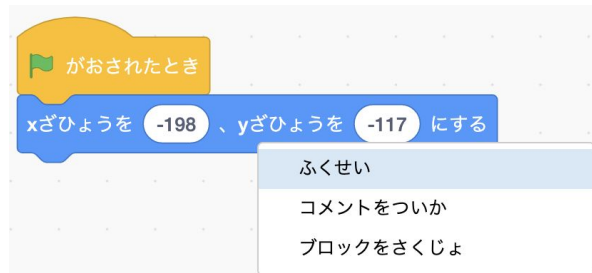 がおされたとき
xざひょうを -198 、yざひょうを -117 にする
ふくせい
コメントをついか
ブロックをさくじょ